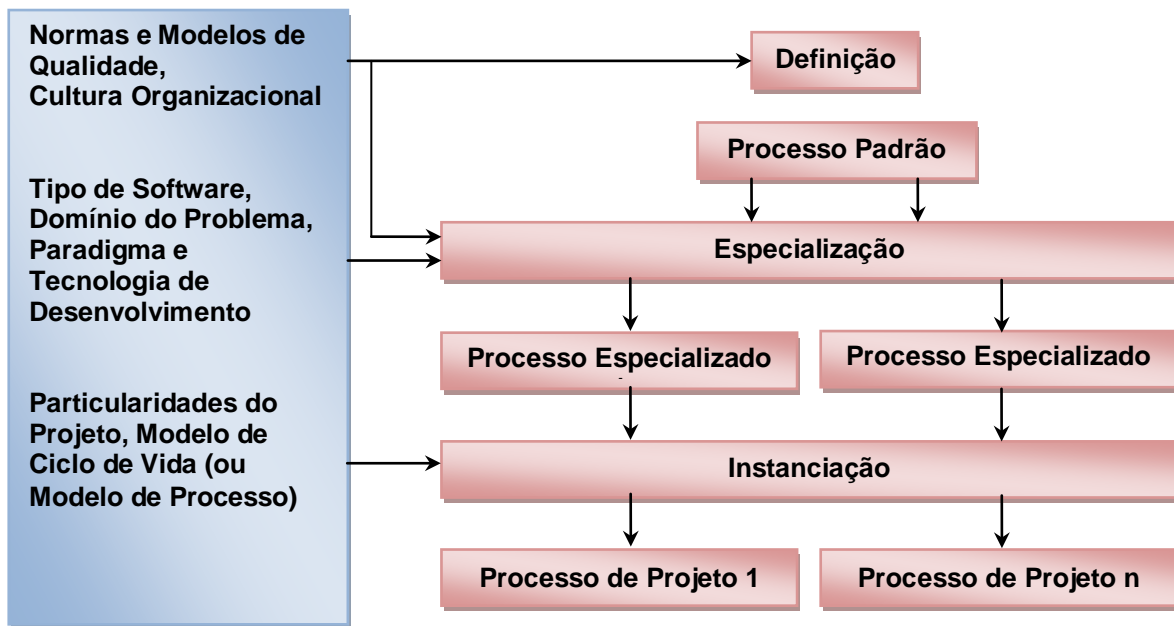 Normas e Modelos de
Qualidade,
Cultura Organizacional
Tipo de Software,
Domínio do Problema,
Paradigma e
Tecnologia de
Desenvolvimento
Particularidades do
Projeto, Modelo de
Ciclo de Vida (ou
Modelo de Processo)
Definição
Processo Padrão
Especialização
Processo Especializado
Processo Especializado
Instanciação
Processo de Projeto 1
Processo de Projeto n